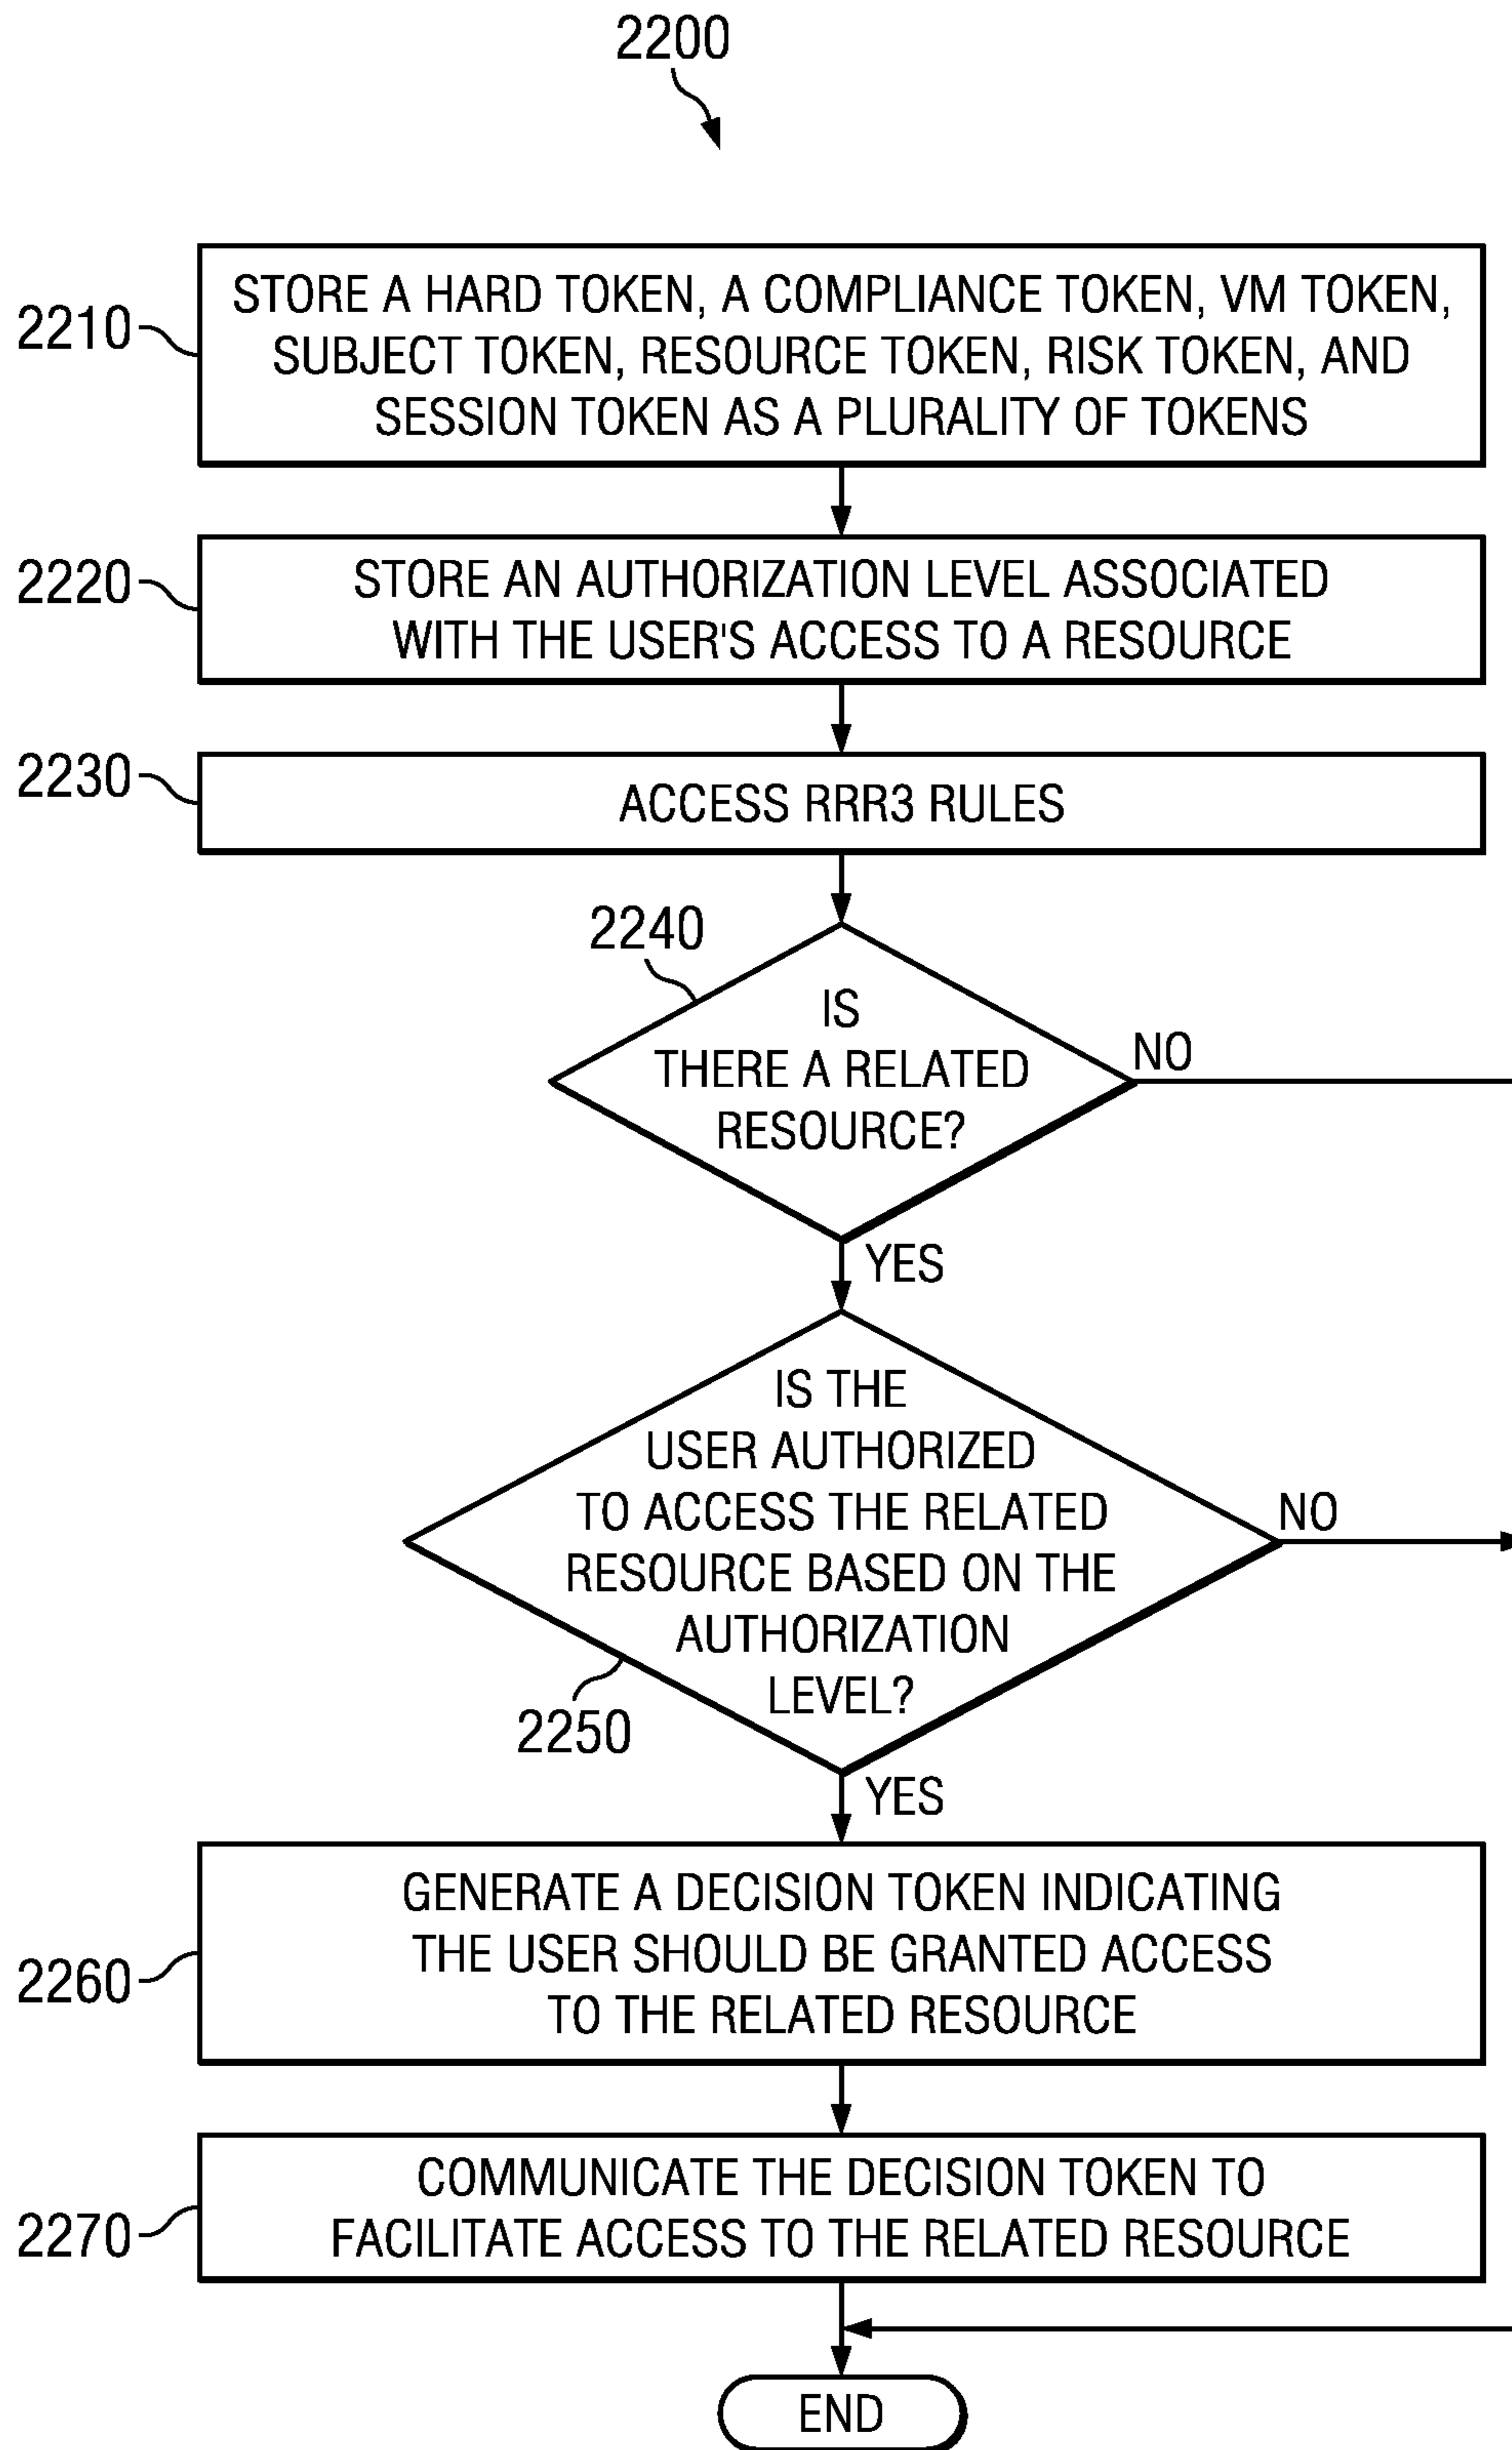 2200
2210
STORE A HARD TOKEN, A COMPLIANCE TOKEN, VM TOKEN,
SUBJECT TOKEN, RESOURCE TOKEN, RISK TOKEN, AND
SESSION TOKEN AS A PLURALITY OF TOKENS
2220
STORE AN AUTHORIZATION LEVEL ASSOCIATED
WITH THE USER'S ACCESS TO A RESOURCE
2230
ACCESS RRR3 RULES
2240
IS
THERE A RELATED
RESOURCE?
NO
YES
IS THE
USER AUTHORIZED
TO ACCESS THE RELATED
RESOURCE BASED ON THE
AUTHORIZATION
LEVEL?
NO
2250
YES
2260
GENERATE A DECISION TOKEN INDICATING
THE USER SHOULD BE GRANTED ACCESS
TO THE RELATED RESOURCE
2270
COMMUNICATE THE DECISION TOKEN TO
FACILITATE ACCESS TO THE RELATED RESOURCE
END